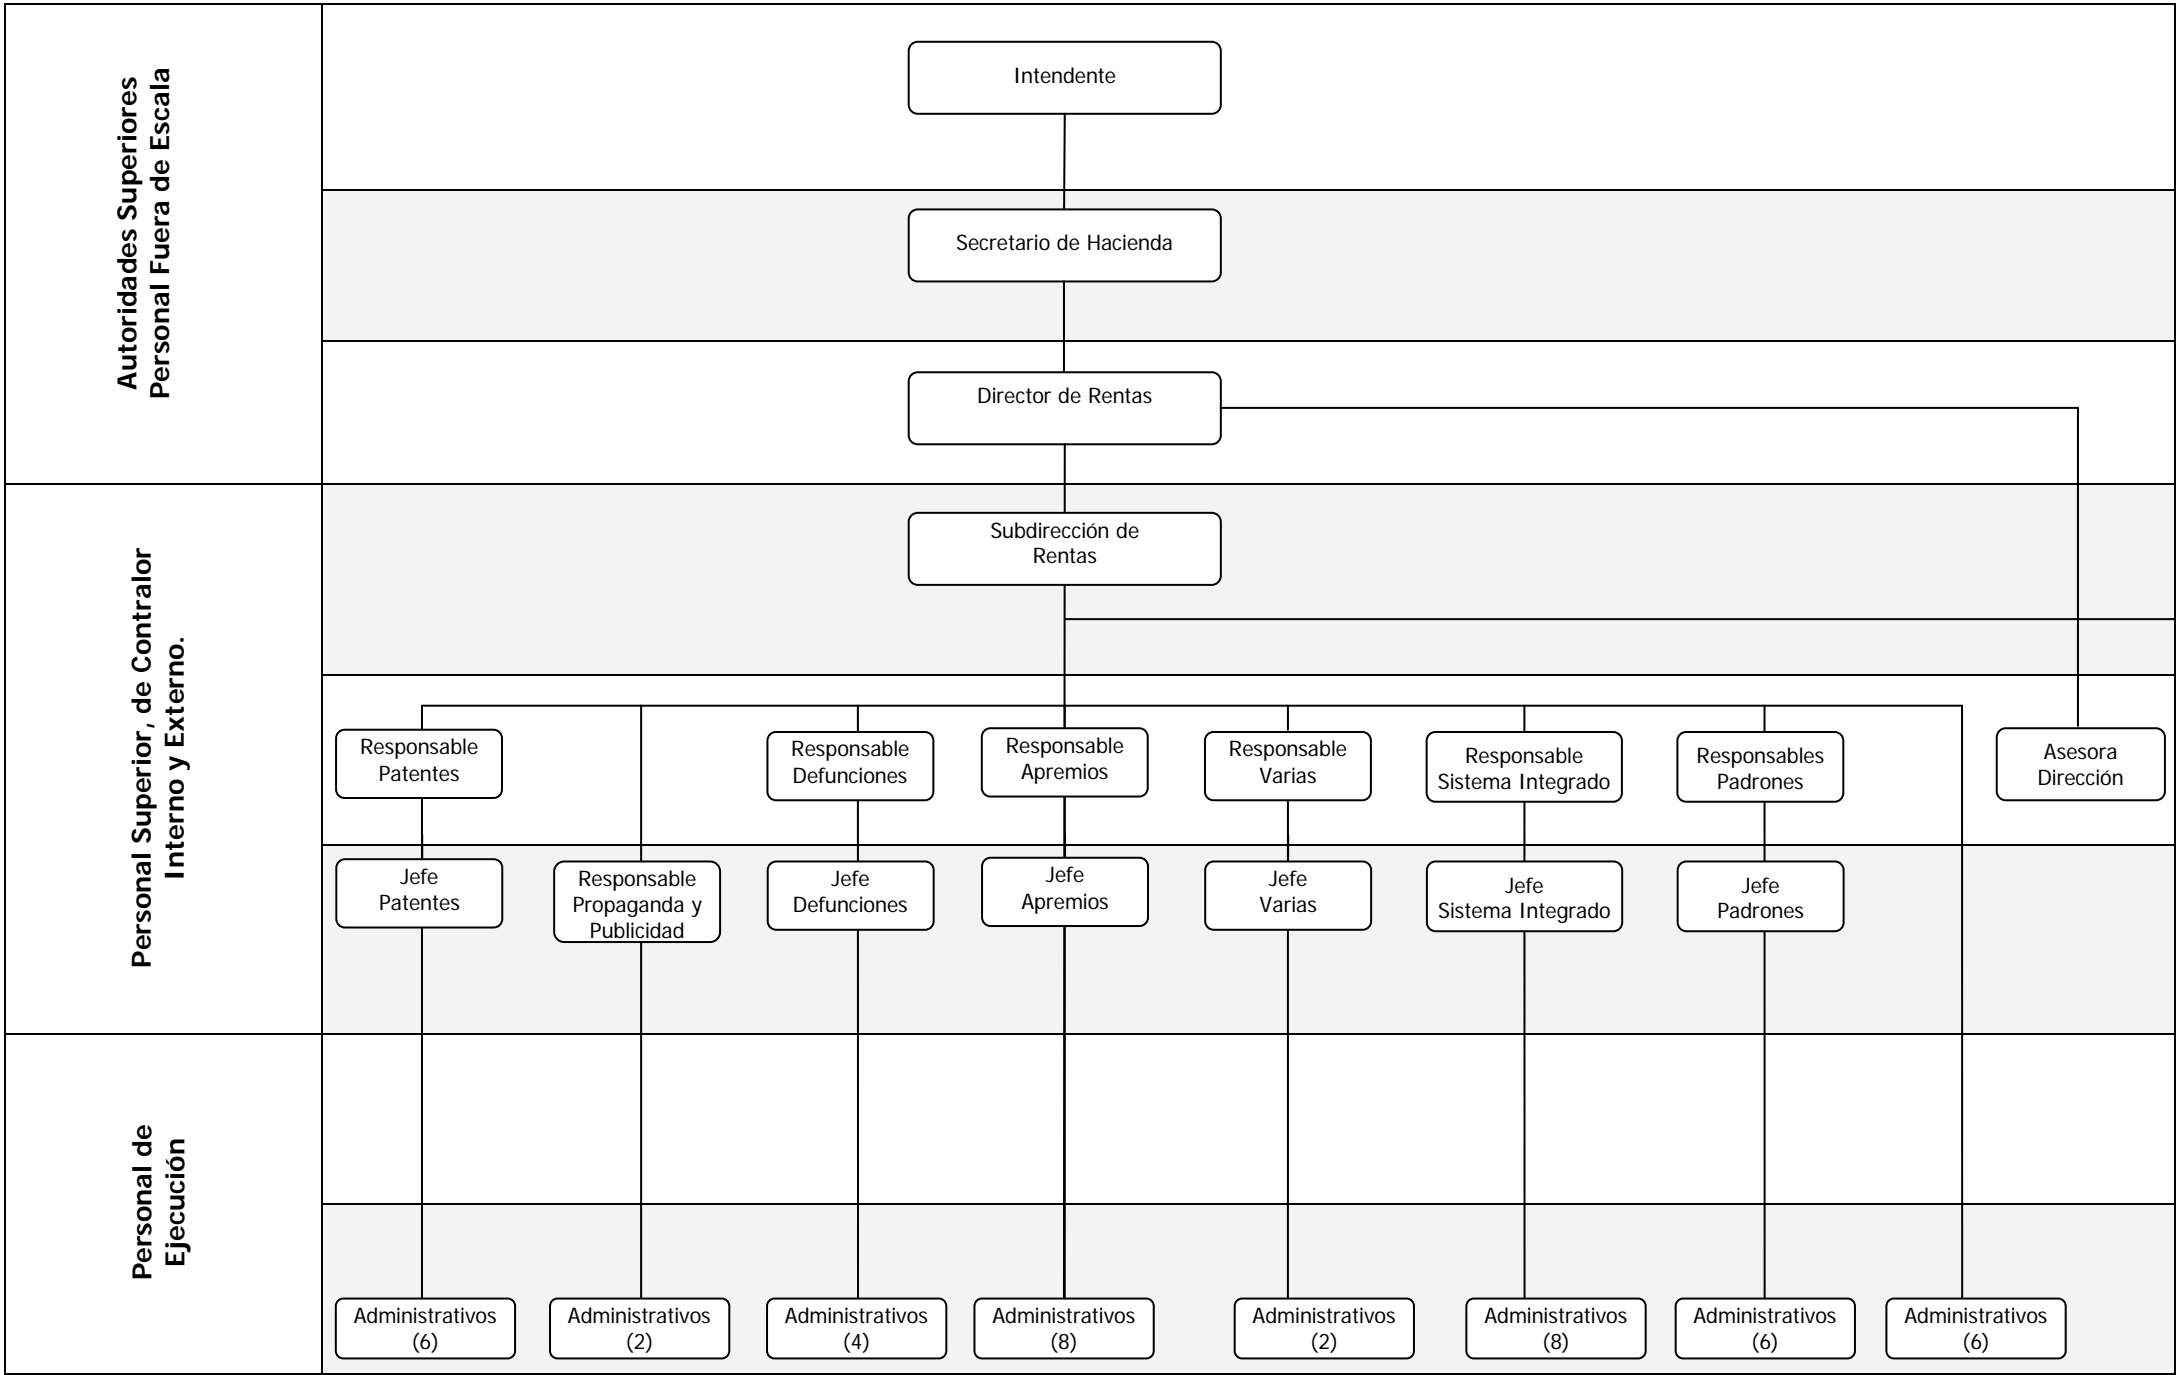 Autoridades Superiores
Personal Fuera de Escala
Intendente
Secretario de Hacienda
Director de Rentas
Personal Superior, de Contralor
Interno y Externo.
Subdirección de
Rentas
Responsable
Patentes
Responsable
Defunciones
Responsable
Apremios
Responsable
Varias
Responsable
Sistema Integrado
Responsables
Padrones
Asesora
Dirección
Jefe
Patentes
Responsable
Propaganda y
Publicidad
Jefe
Defunciones
Jefe
Apremios
Jefe
Varias
Jefe
Sistema Integrado
Jefe
Padrones
Personal de
Ejecución
Administrativos
(6)
Administrativos
(2)
Administrativos
(4)
Administrativos
(8)
Administrativos
(2)
Administrativos
(8)
Administrativos
(6)
Administrativos
(6)